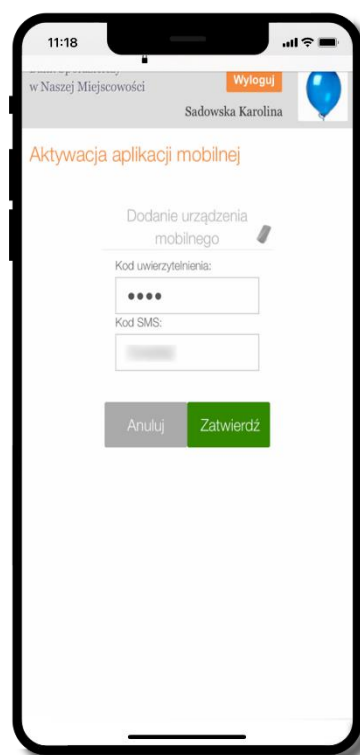 11:18
w Naszej Miejscowości
Wyloguj
Sadowska Karolina
Aktywacja aplikacji mobilnej
Dodanie urządzenia
mobilnego
Kod uwierzytelnienia:
••••
Kod SMS:
Anuluj
Zatwierdź